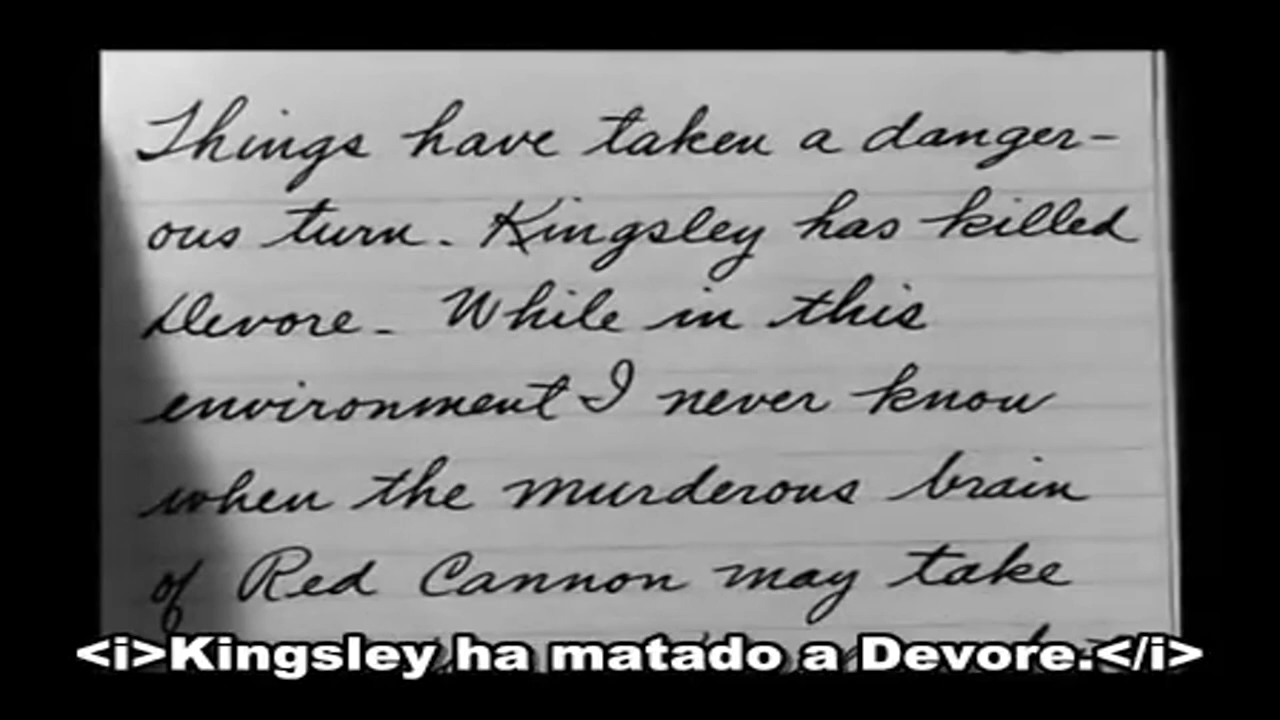 Things have taken a danger-
ous turn. Kingsley has killed
Devore. While in this
environment I never know
when the murderous brain
of Red Cannon may take
<i>Kingsley ha matado a Devore.</i>